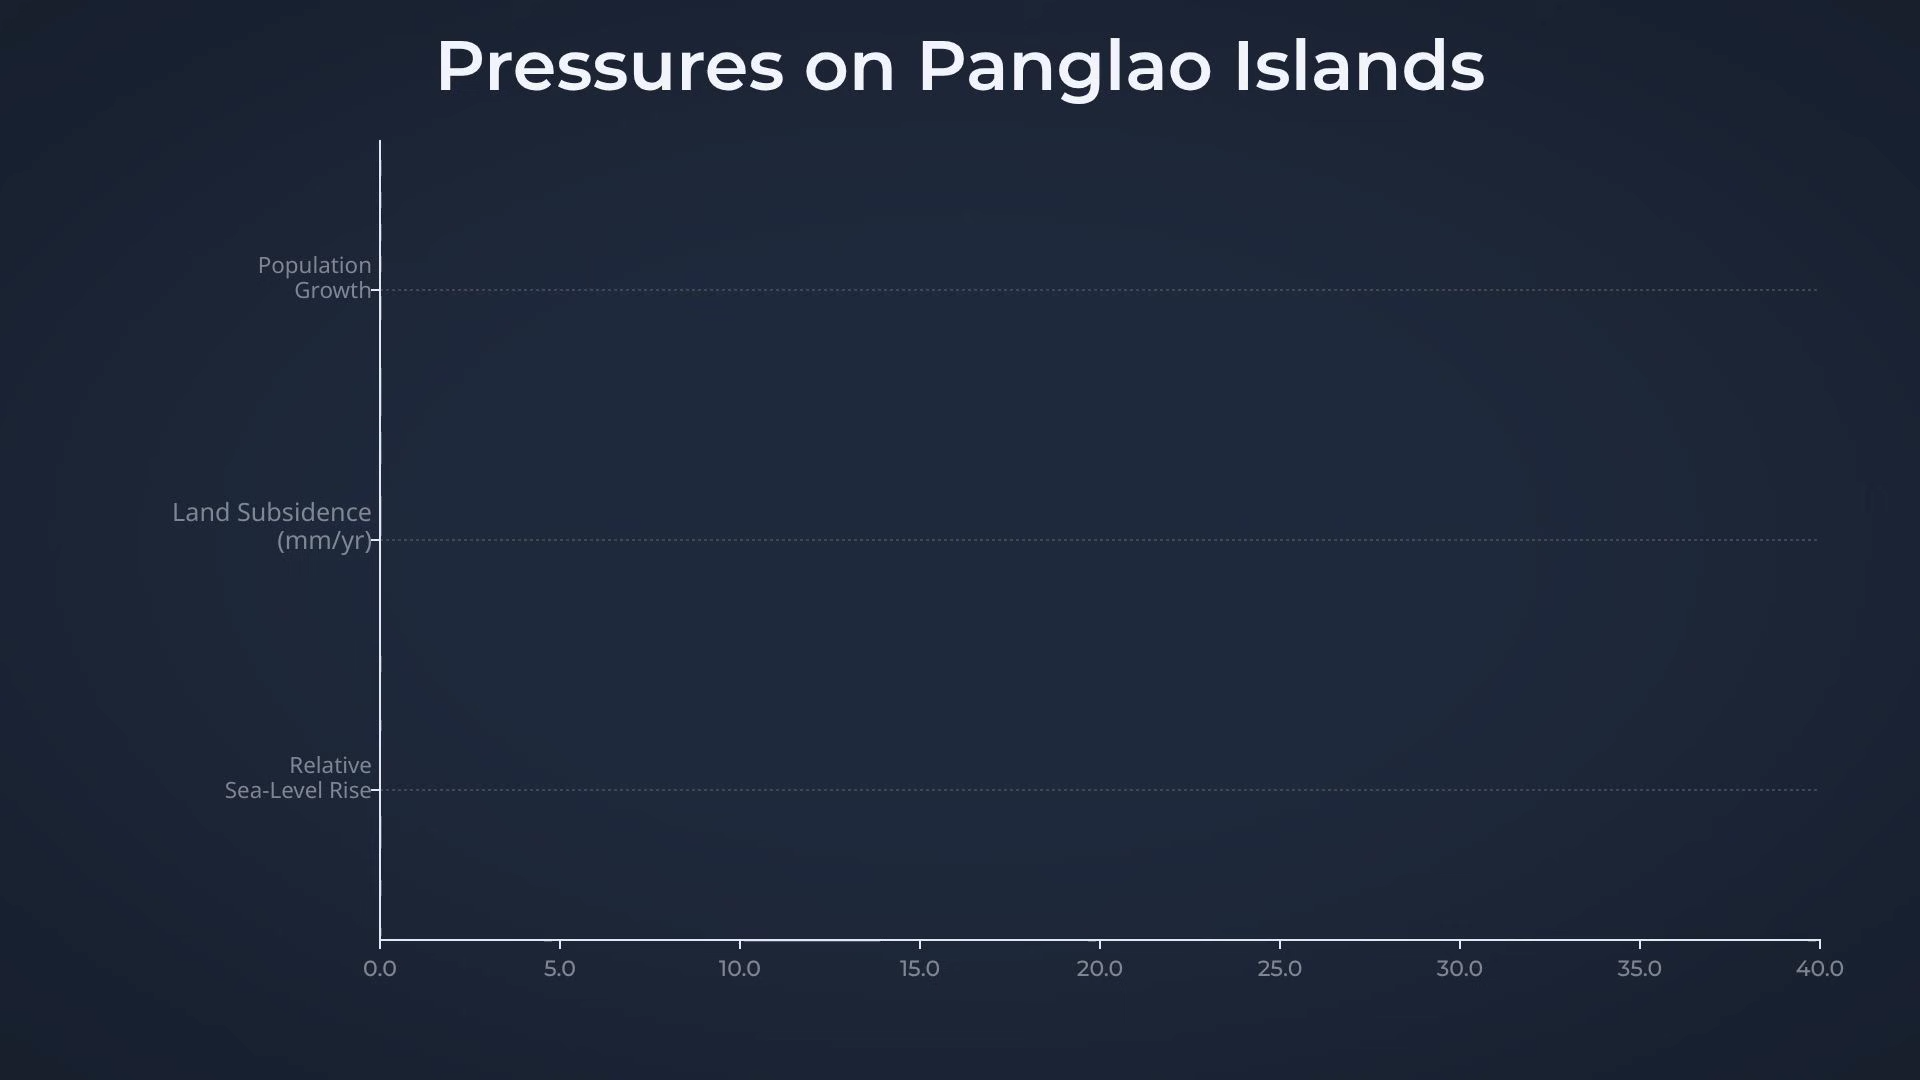 Pressures on Panglao Islands
Population
Growth
Land Subsidence
(mm/yr)
Relative
Sea-Level Rise
0.0 5.0 10.0 15.0 20.0 25.0 30.0 35.0 40.0